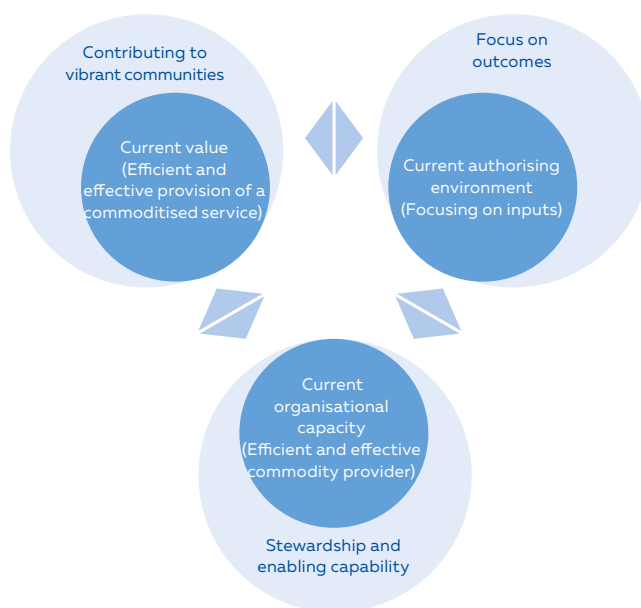 Contributing to
vibrant communities
Current value
(Efficient and
effective provision of a
commoditised service)
Focus on
outcomes
Current authorising
environment
(Focusing on inputs)
Current
organisational
capacity
(Efficient and effective
commodity provider)
Stewardship and
enabling capability